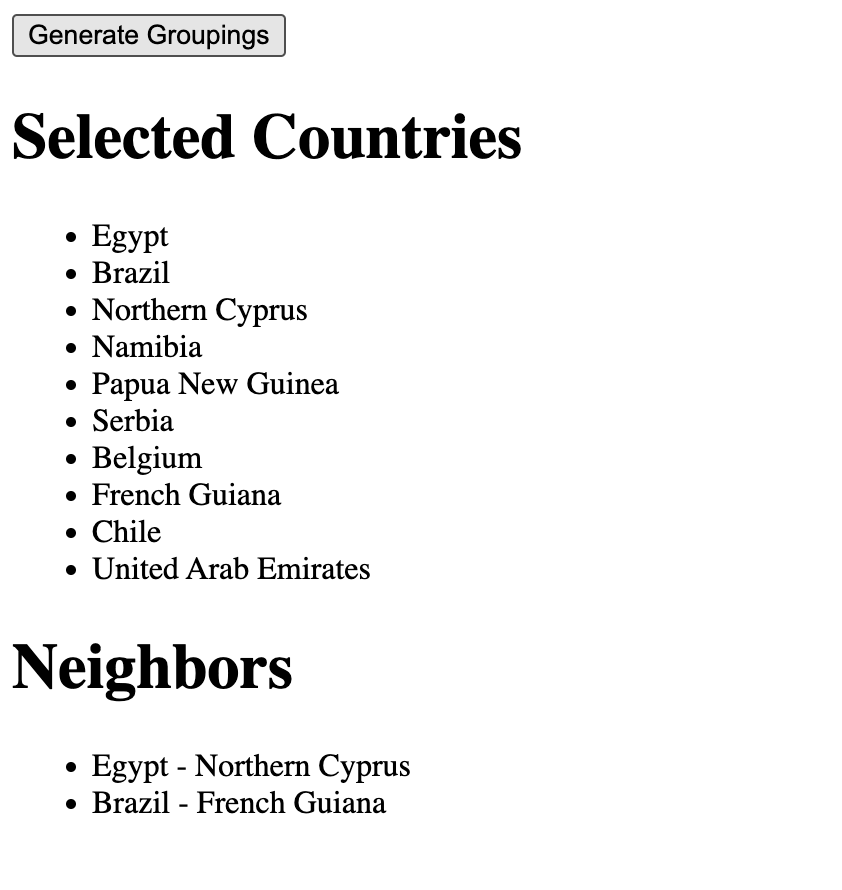 Generate Groupings
Selected Countries
Egypt
Brazil
Northern Cyprus
Namibia
Papua New Guinea
Serbia
Belgium
French Guiana
Chile
United Arab Emirates
Neighbors
Egypt - Northern Cyprus
Brazil - French Guiana